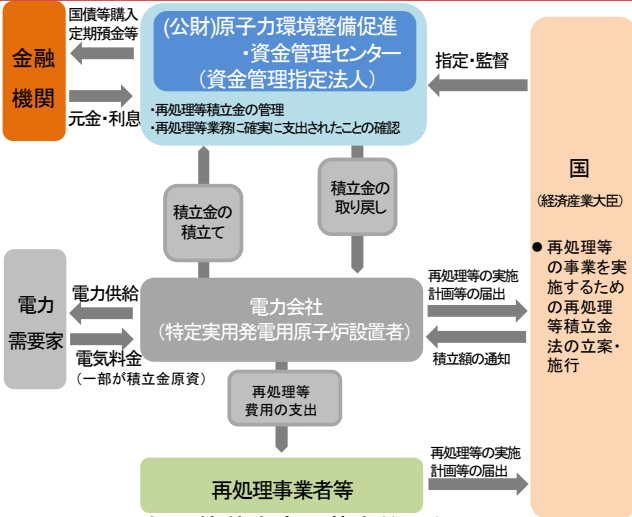 国債等購入
定期預金等
金融
機関
元金・利息
(公財)原子力環境整備促進
・資金管理センター
(資金管理指定法人)
・再処理等積立金の管理
・再処理等業務に確実に支出されたことの確認
指定・監督
国
(経済産業大臣)
● 再処理等
の事業を実
施するため
の再処理
等積立金
法の立案・
施行
積立金の
積立て
積立金の
取り戻し
電力
需要家
電力供給
電気料金
(一部が積立金原資)
電力会社
(特定実用発電用原子炉設置者)
再処理等の実施
計画等の届出
積立額の通知
再処理等
費用の支出
再処理事業者等
再処理等の実施
計画等の届出